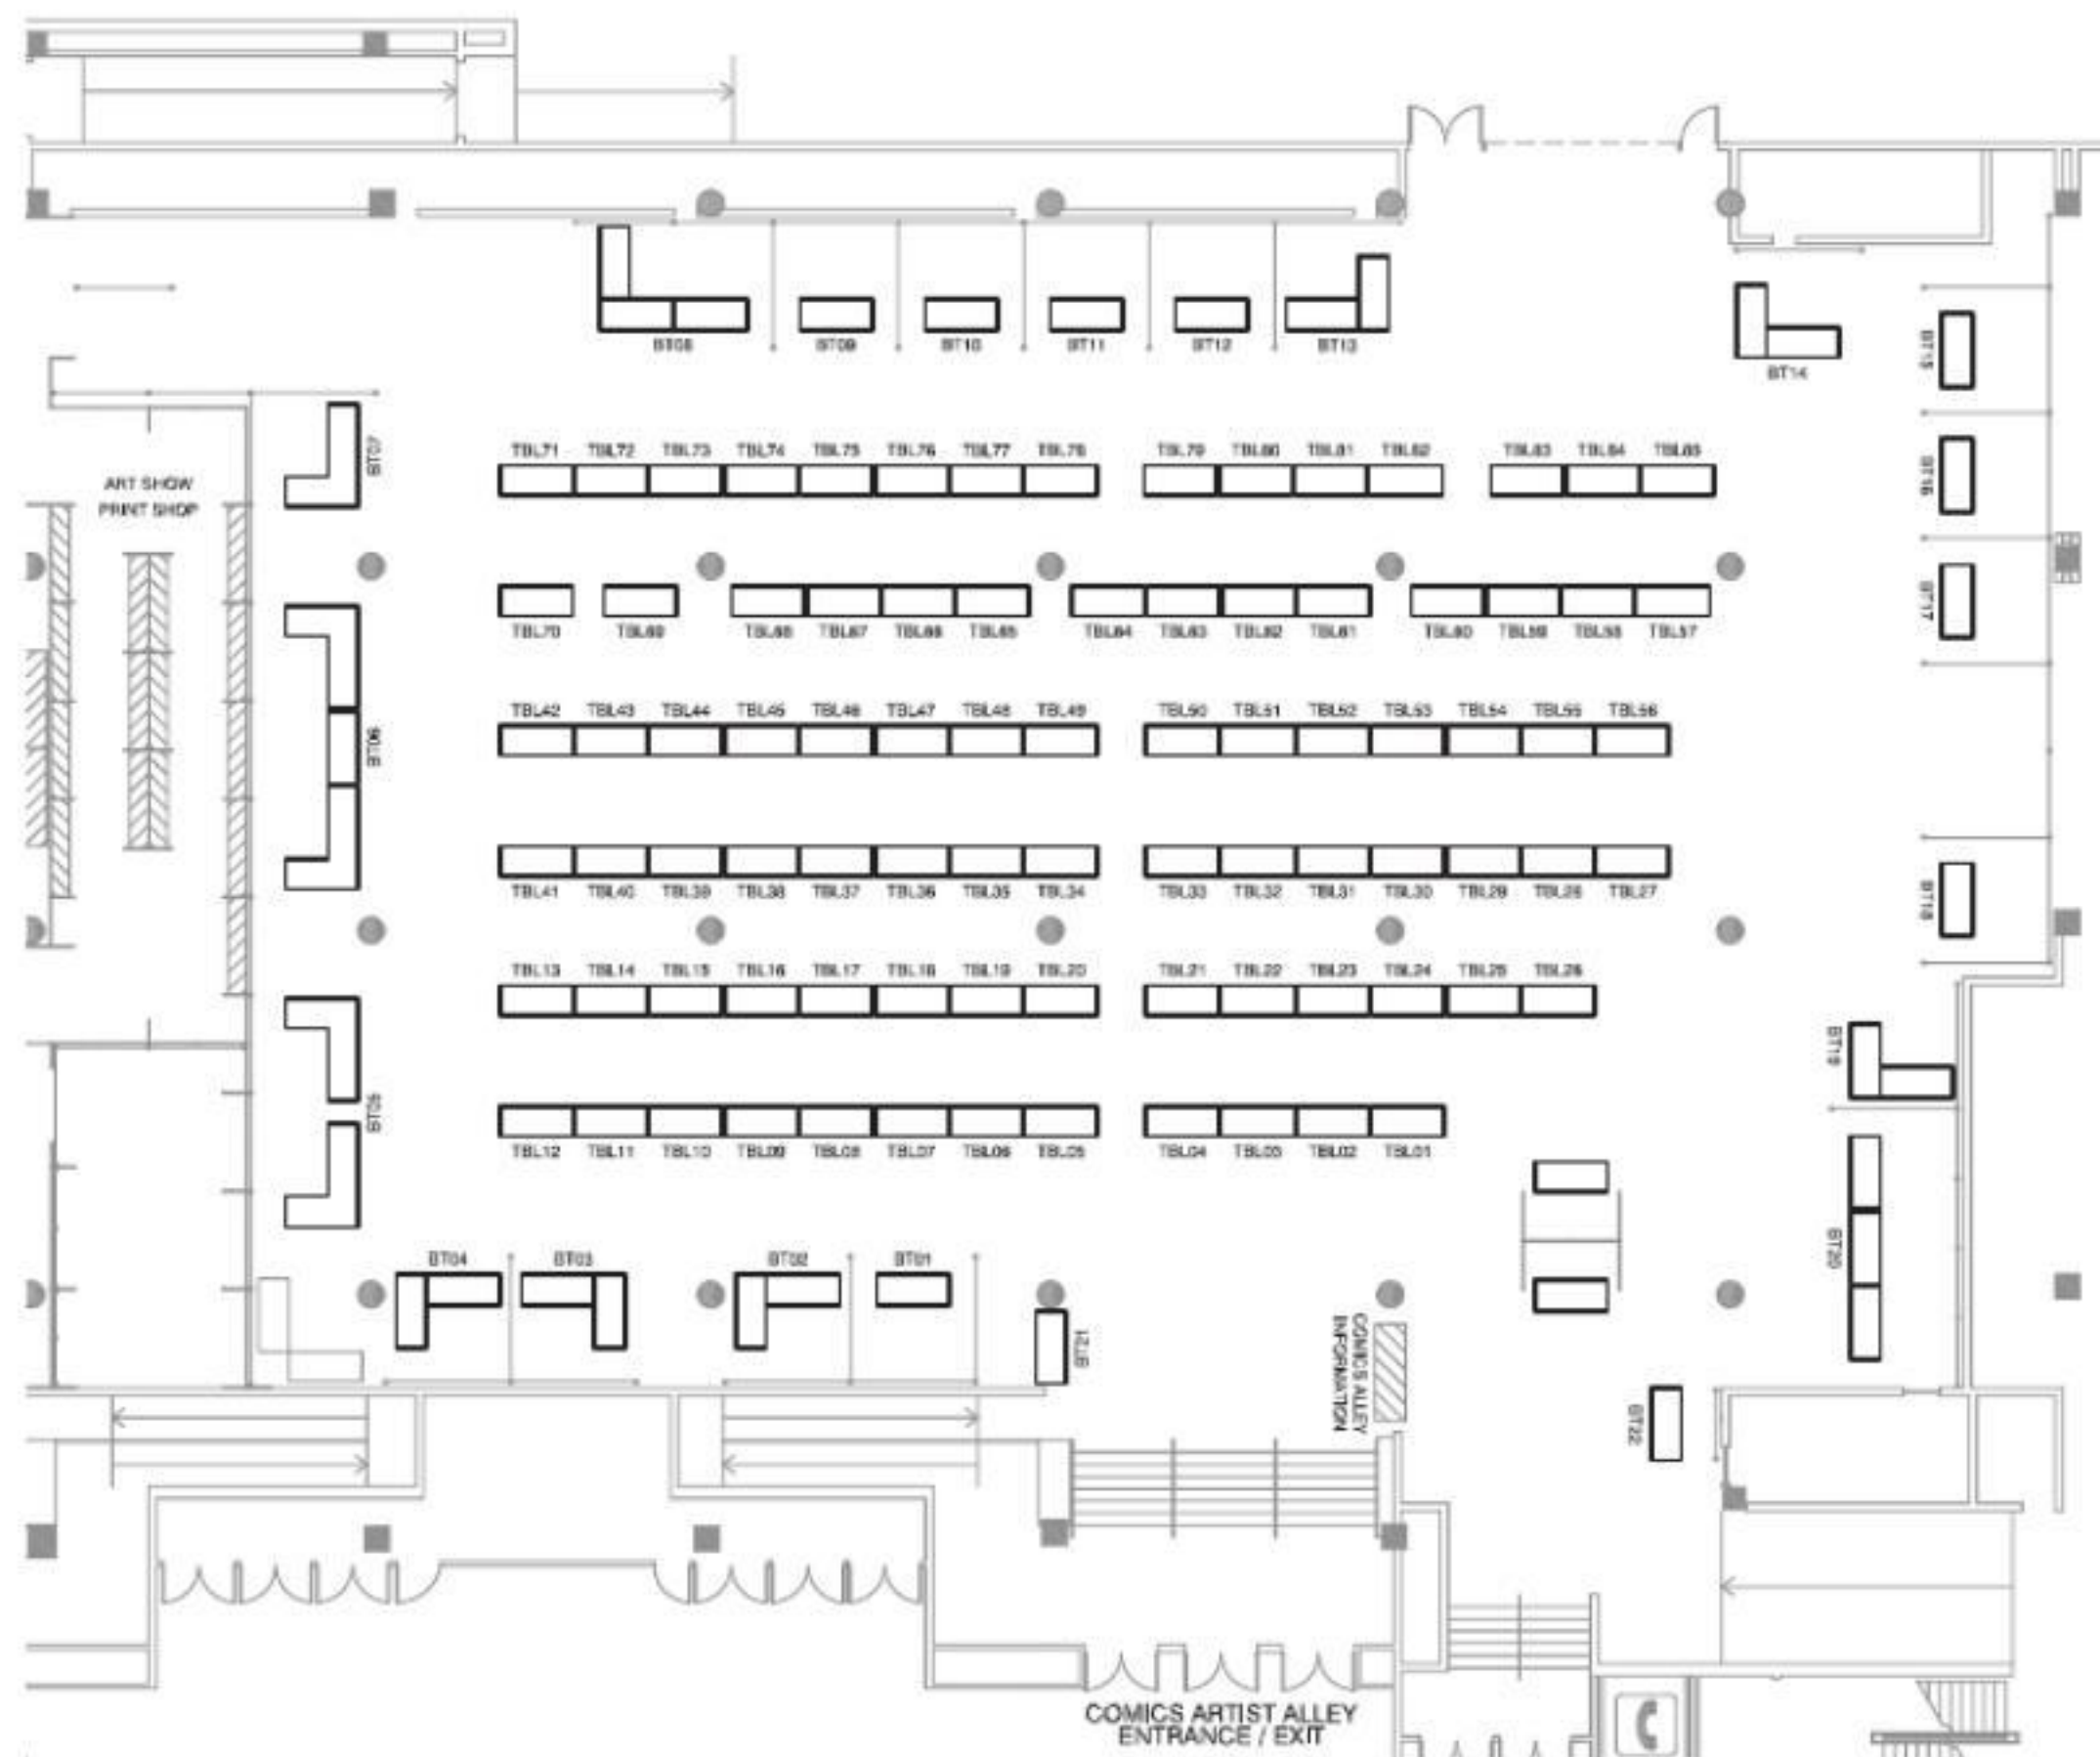 BT08
BT09
BT10
BT11
BT12
BT13
BT14
BT15
BT07
ART SHOW
PRINT SHOP
TBL71 TBL72 TBL73 TBL74 TBL75 TBL76 TBL77 TBL78 TBL79 TBL80 TBL81 TBL82 TBL83 TBL84 TBL85
BT16
BT17
TBL70 TBL69 TBL68 TBL67 TBL66 TBL65 TBL64 TBL63 TBL62 TBL61 TBL60 TBL59 TBL58 TBL57
TBL42 TBL43 TBL44 TBL45 TBL46 TBL47 TBL48 TBL49 TBL50 TBL51 TBL52 TBL53 TBL54 TBL55 TBL56
BT06
TBL41 TBL40 TBL39 TBL38 TBL37 TBL36 TBL35 TBL34 TBL33 TBL32 TBL31 TBL30 TBL29 TBL28 TBL27
BT18
TBL13 TBL14 TBL15 TBL16 TBL17 TBL18 TBL19 TBL20 TBL21 TBL22 TBL23 TBL24 TBL25 TBL26
BT19
BT05
TBL12 TBL11 TBL10 TBL09 TBL08 TBL07 TBL06 TBL05 TBL04 TBL03 TBL02 TBL01
BT20
BT04
BT03
BT02
BT01
BT21
COMICS ALLEY
INFORMATION
BT22
COMICS ARTIST ALLEY
ENTRANCE / EXIT